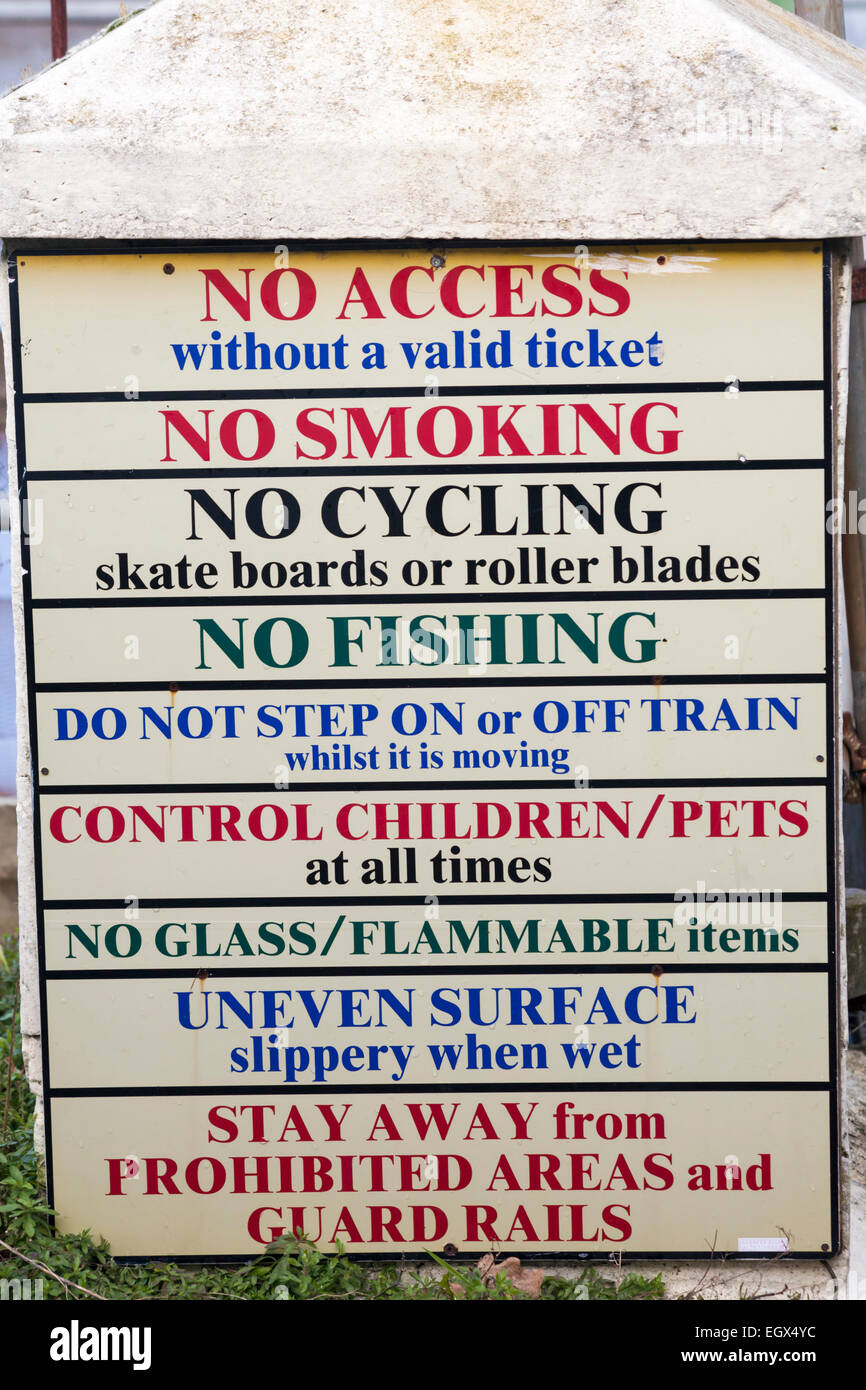 NO ACCESS
without a valid ticket
NO SMOKING
NO CYCLING
skate boards or roller blades
NO FISHING
DO NOT STEP ON or OFF TRAIN
whilst it is moving
CONTROL CHILDREN/PETS
at all times
NO GLASS/FLAMMABLE items
UNEVEN SURFACE
slippery when wet
STAY AWAY from
PROHIBITED AREAS and
GUARD RAILS
alamy
Image ID: EGX4YC
www.alamy.com